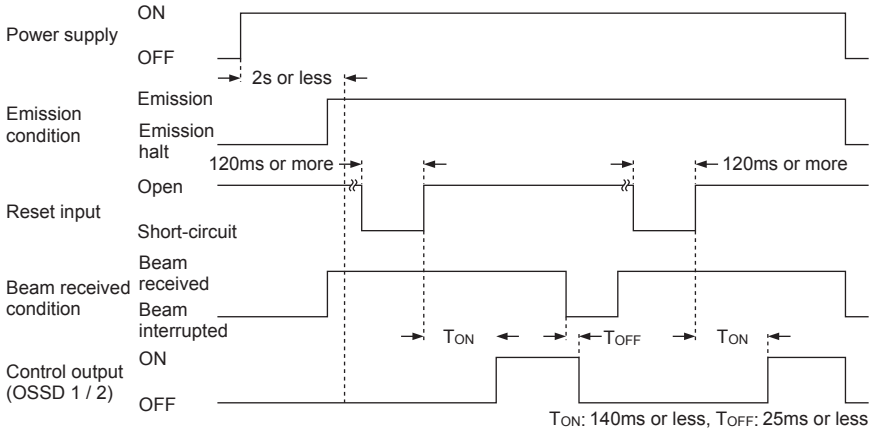 ON
Power supply
OFF
2s or less
Emission
Emission
condition
Emission
halt
120ms or more
120ms or more
Open
Reset input
Short-circuit
Beam
received
Beam received
condition
Beam
interrupted
TON
TOFF
TON
Control output
(OSSD 1 / 2)
ON
OFF
TON: 140ms or less, TOFF: 25ms or less